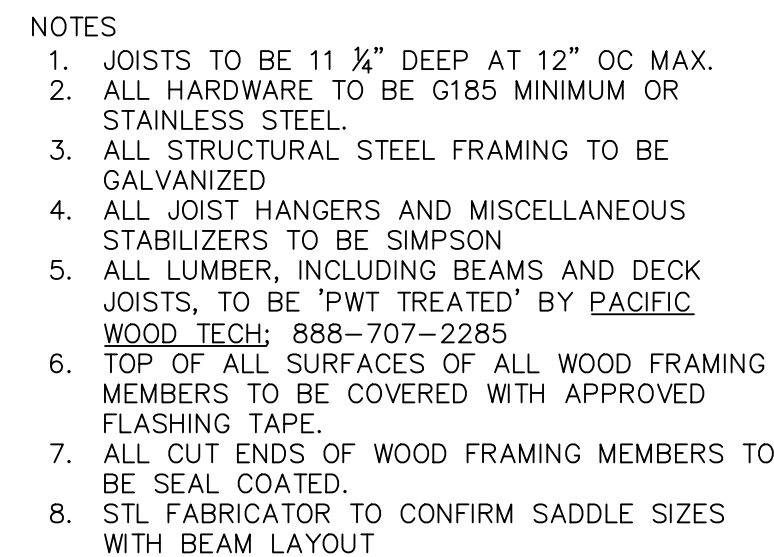 NOTES
1. JOISTS TO BE 11 ¼” DEEP AT 12” OC MAX.
2. ALL HARDWARE TO BE G185 MINIMUM OR
STAINLESS STEEL.
3. ALL STRUCTURAL STEEL FRAMING TO BE
GALVANIZED
4. ALL JOIST HANGERS AND MISCELLANEOUS
STABILIZERS TO BE SIMPSON
5. ALL LUMBER, INCLUDING BEAMS AND DECK
JOISTS, TO BE 'PWT TREATED' BY PACIFIC
WOOD TECH; 888-707-2285
6. TOP OF ALL SURFACES OF ALL WOOD FRAMING
MEMBERS TO BE COVERED WITH APPROVED
FLASHING TAPE.
7. ALL CUT ENDS OF WOOD FRAMING MEMBERS TO
BE SEAL COATED.
8. STL FABRICATOR TO CONFIRM SADDLE SIZES
WITH BEAM LAYOUT